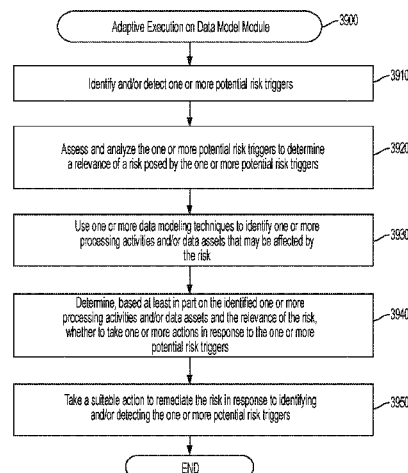 Adaptive Execution on Data Model Module
3900
Identify and/or detect one or more potential risk triggers
3910
Assess and analyze the one or more potential risk triggers to determine
a relevance of a risk posed by the one or more potential risk triggers
3920
Use one or more data modeling techniques to identify one or more
processing activities and/or data assets that may be affected by
the risk
3930
Determine, based at least in part on the identified one or more
processing activities and/or data assets and the relevance of the risk,
whether to take one or more actions in response to the one or more
potential risk triggers
3940
Take a suitable action to remediate the risk in response to identifying
and/or detecting the one or more potential risk triggers
3950
END